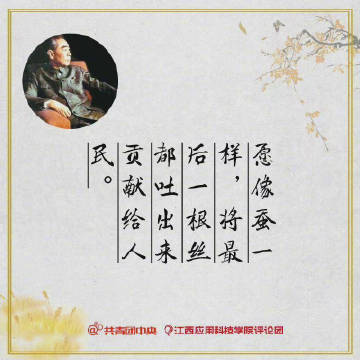 愿像蚕一
样，将最
后一根丝
都吐出来
贡献给人
民。
@共青团中央 江西应用科技学院评论团